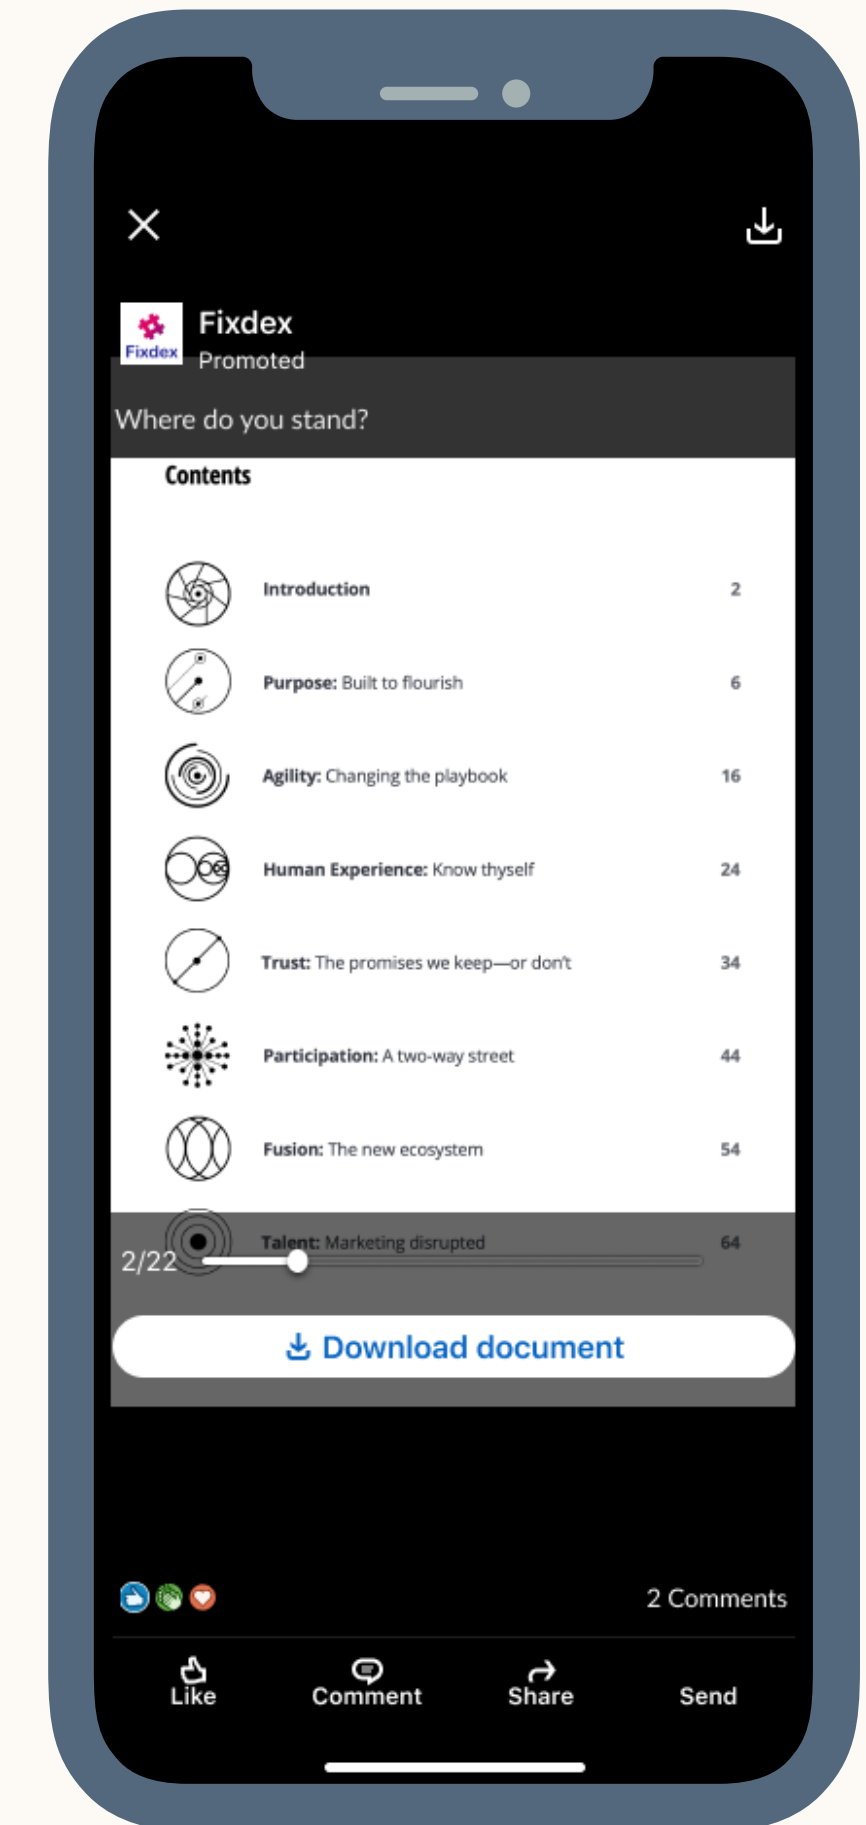 Fixdex
Fixdex
Promoted
Where do you stand?
Contents
Introduction 2
Purpose: Built to flourish 6
Agility: Changing the playbook 16
Human Experience: Know thyself 24
Trust: The promises we keep—or don't 34
Participation: A two-way street 44
Fusion: The new ecosystem 54
Talent: Marketing disrupted 64
2/22
Download document
2 Comments
Like Comment Share Send